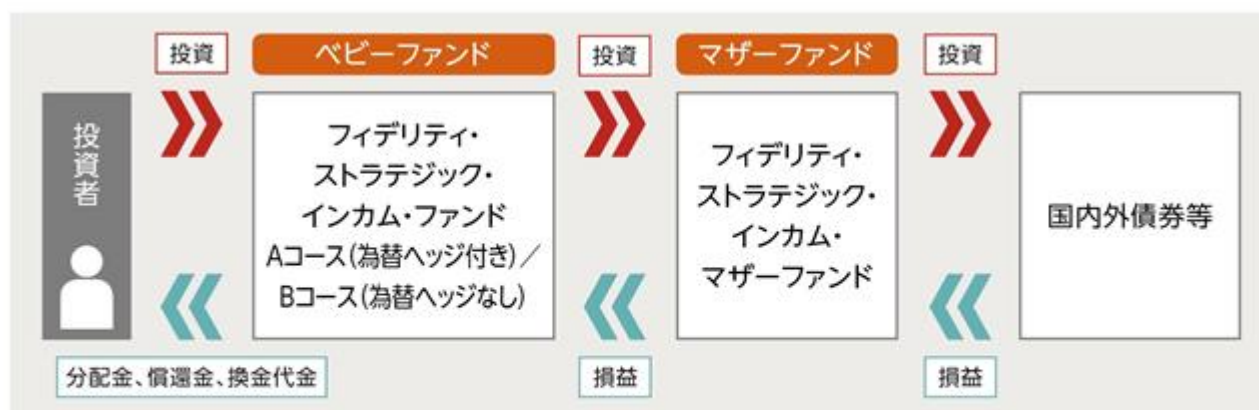 投資
ベビーファンド
投資
マザーファンド
投資
投資者
フィデリティ・
ストラテジック・
インカム・ファンド
Aコース(為替ヘッジ付き)／
Bコース(為替ヘッジなし)
フィデリティ・
ストラテジック・
インカム・
マザーファンド
国内外債券等
分配金、償還金、換金代金
損益
損益